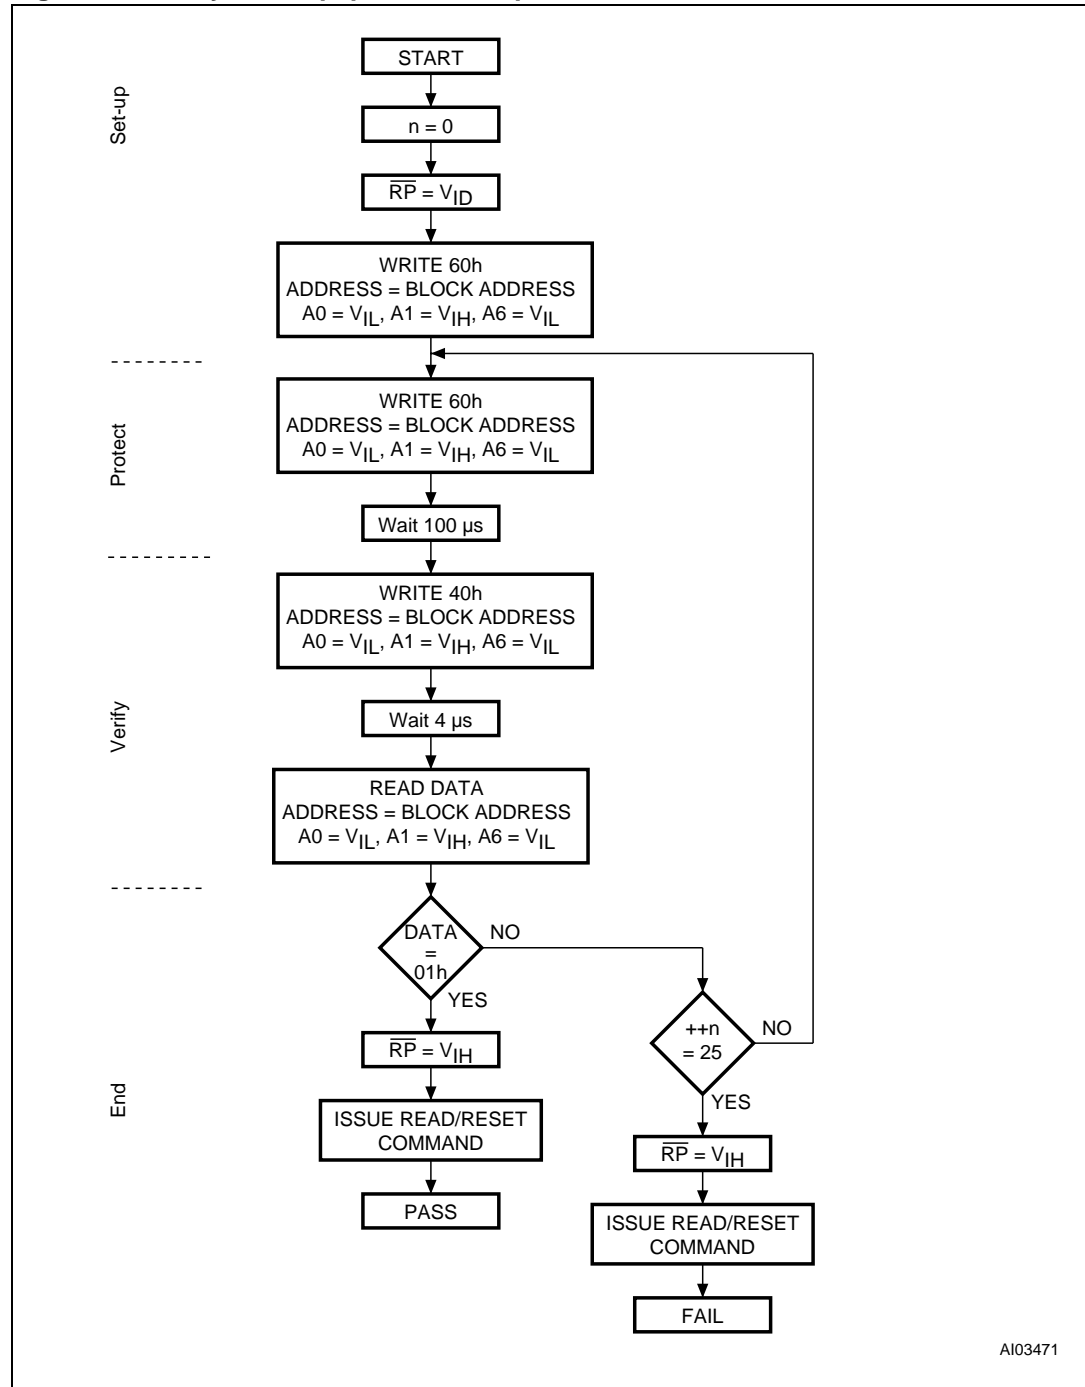 START
Set-up
n = 0
R̅P̅ = VID
WRITE 60h
ADDRESS = BLOCK ADDRESS
A0 = VIL, A1 = VIH, A6 = VIL
Protect
WRITE 60h
ADDRESS = BLOCK ADDRESS
A0 = VIL, A1 = VIH, A6 = VIL
Wait 100 µs
Verify
WRITE 40h
ADDRESS = BLOCK ADDRESS
A0 = VIL, A1 = VIH, A6 = VIL
Wait 4 µs
READ DATA
ADDRESS = BLOCK ADDRESS
A0 = VIL, A1 = VIH, A6 = VIL
End
DATA
=
01h
NO
YES
++n
= 25
NO
YES
R̅P̅ = VIH
ISSUE READ/RESET
COMMAND
PASS
R̅P̅ = VIH
ISSUE READ/RESET
COMMAND
FAIL
AI03471